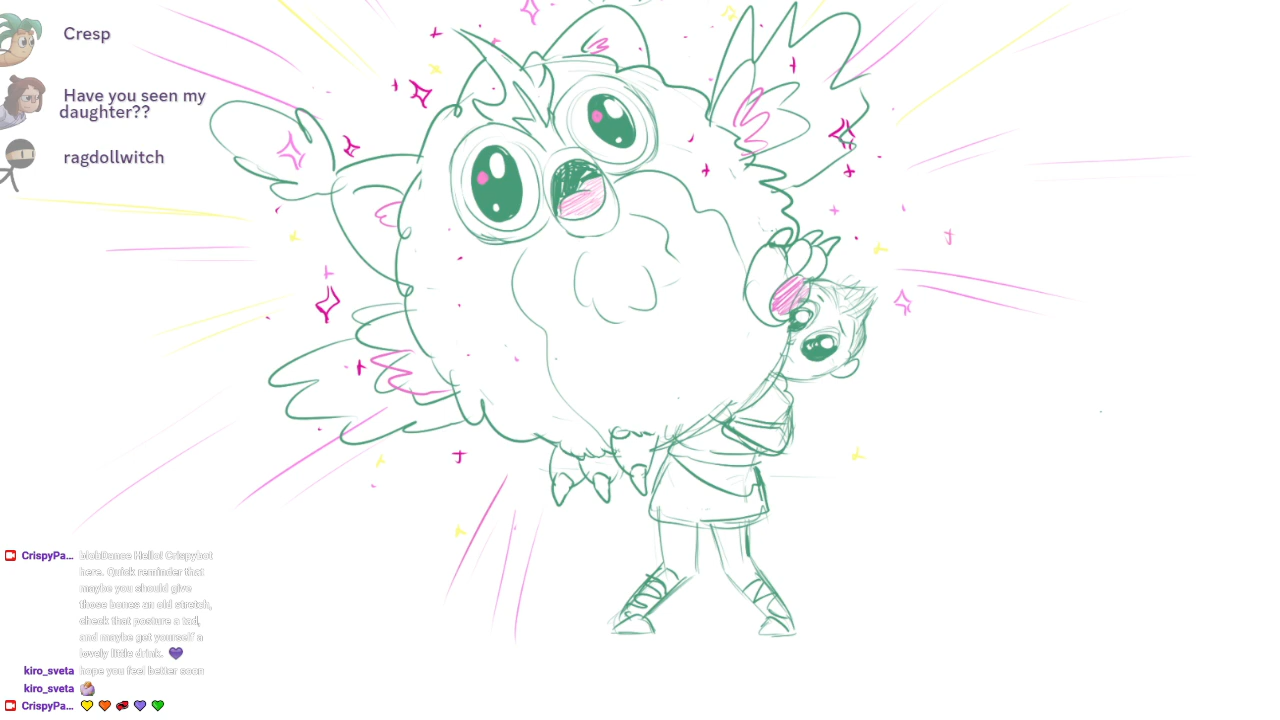 Cresp
Have you seen my
daughter??
ragdollwitch
CrispyPa... MobDance Hello! Crispybot
here. Quick reminder that
maybe you should give
those bones an old stretch,
check that posture a tad,
and maybe get yourself a
lovely little drink. 💜
kiro_sveta hope you feel better soon
kiro_sveta
CrispyPa... 💛 🧡 💜 💚